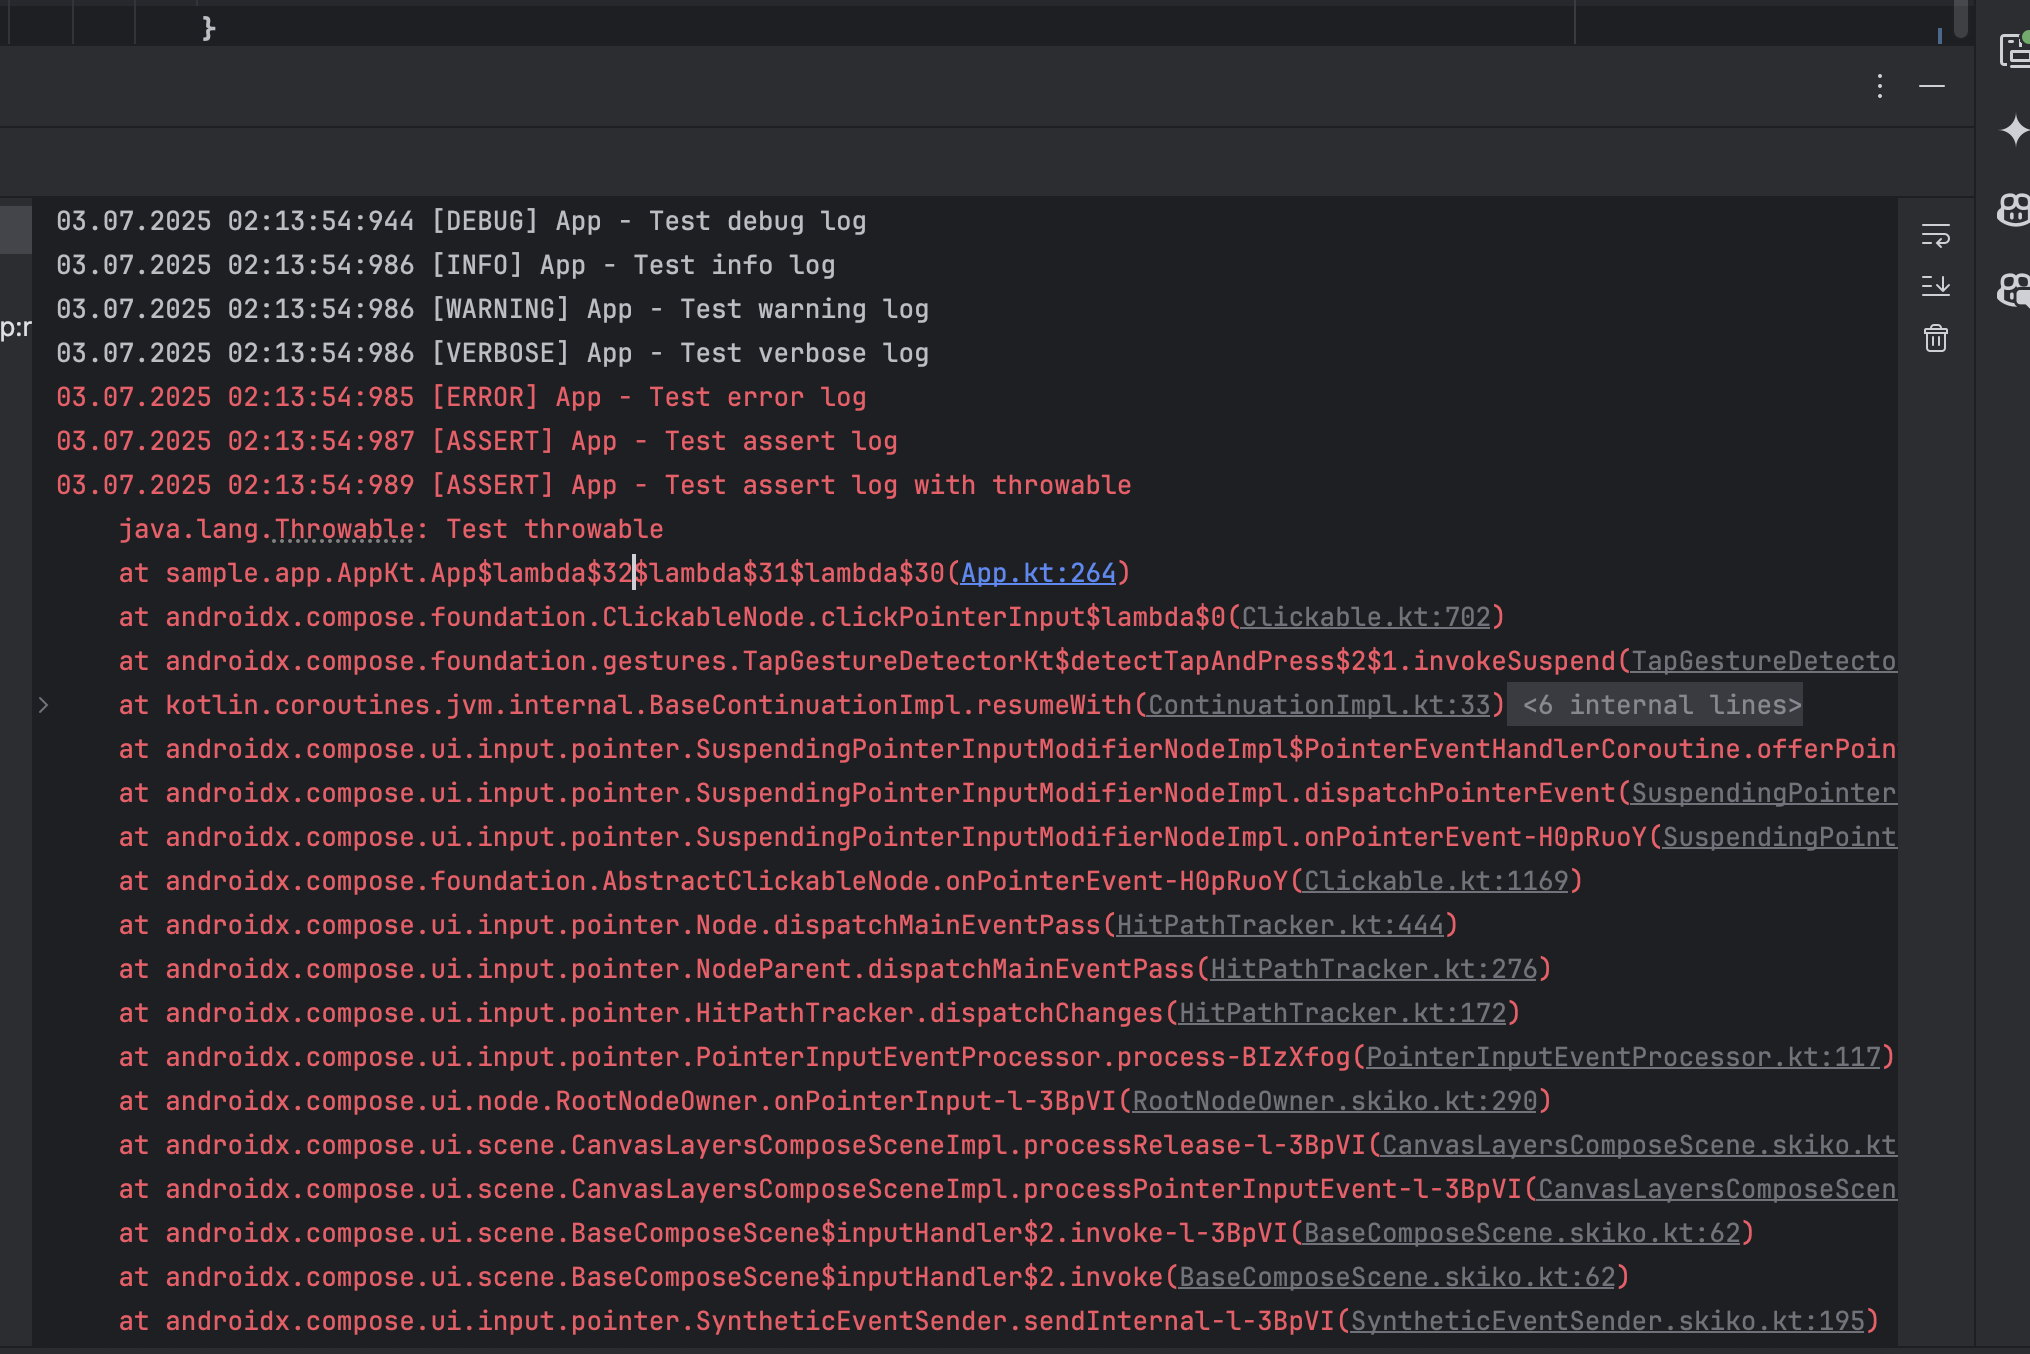 }
p:r
03.07.2025 02:13:54:944 [DEBUG] App - Test debug log
03.07.2025 02:13:54:986 [INFO] App - Test info log
03.07.2025 02:13:54:986 [WARNING] App - Test warning log
03.07.2025 02:13:54:986 [VERBOSE] App - Test verbose log
03.07.2025 02:13:54:985 [ERROR] App - Test error log
03.07.2025 02:13:54:987 [ASSERT] App - Test assert log
03.07.2025 02:13:54:989 [ASSERT] App - Test assert log with throwable
java.lang.Throwable: Test throwable
at sample.app.AppKt.App$lambda$32$lambda$31$lambda$30(App.kt:264)
at androidx.compose.foundation.ClickableNode.clickPointerInput$lambda$0(Clickable.kt:702)
at androidx.compose.foundation.gestures.TapGestureDetectorKt$detectTapAndPress$2$1.invokeSuspend(TapGestureDetecto
at kotlin.coroutines.jvm.internal.BaseContinuationImpl.resumeWith(ContinuationImpl.kt:33) <6 internal lines>
at androidx.compose.ui.input.pointer.SuspendingPointerInputModifierNodeImpl$PointerEventHandlerCoroutine.offerPoin
at androidx.compose.ui.input.pointer.SuspendingPointerInputModifierNodeImpl.dispatchPointerEvent(SuspendingPointer
at androidx.compose.ui.input.pointer.SuspendingPointerInputModifierNodeImpl.onPointerEvent-H0pRuoY(SuspendingPoint
at androidx.compose.foundation.AbstractClickableNode.onPointerEvent-H0pRuoY(Clickable.kt:1169)
at androidx.compose.ui.input.pointer.Node.dispatchMainEventPass(HitPathTracker.kt:444)
at androidx.compose.ui.input.pointer.NodeParent.dispatchMainEventPass(HitPathTracker.kt:276)
at androidx.compose.ui.input.pointer.HitPathTracker.dispatchChanges(HitPathTracker.kt:172)
at androidx.compose.ui.input.pointer.PointerInputEventProcessor.process-BIzXfog(PointerInputEventProcessor.kt:117)
at androidx.compose.ui.node.RootNodeOwner.onPointerInput-l-3BpVI(RootNodeOwner.skiko.kt:290)
at androidx.compose.ui.scene.CanvasLayersComposeSceneImpl.processRelease-l-3BpVI(CanvasLayersComposeScene.skiko.kt
at androidx.compose.ui.scene.CanvasLayersComposeSceneImpl.processPointerInputEvent-l-3BpVI(CanvasLayersComposeScen
at androidx.compose.ui.scene.BaseComposeScene$inputHandler$2.invoke-l-3BpVI(BaseComposeScene.skiko.kt:62)
at androidx.compose.ui.scene.BaseComposeScene$inputHandler$2.invoke(BaseComposeScene.skiko.kt:62)
at androidx.compose.ui.input.pointer.SyntheticEventSender.sendInternal-l-3BpVI(SyntheticEventSender.skiko.kt:195)